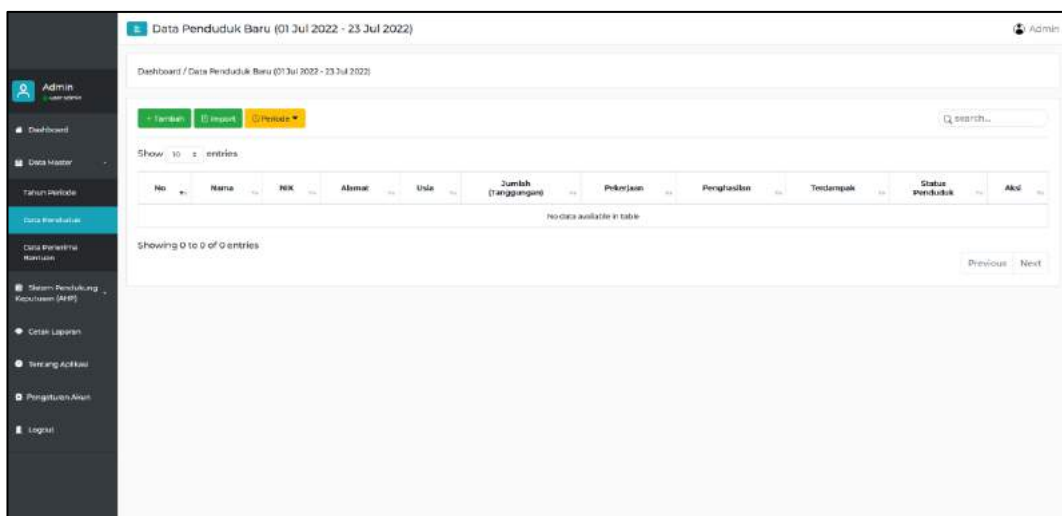 Data Penduduk Baru (01 Jul 2022 - 23 Jul 2022)
Admin
Dashboard / Data Penduduk Baru (01 Jul 2022 - 23 Jul 2022)
Admin
user admin
Dashboard
Data Master
Tahun Periode
Data Penduduk
Data Penerima
Bantuan
Sistem Pendukung
Keputusan (AHP)
Cetak Laporan
Tentang Aplikasi
Pengaturan Akun
Logout
+ Tambah Import Periode
search...
Show 10 entries
No Nama NIK Alamat Usia Jumlah (Tanggungan) Pekerjaan Penghasilan Terdampak Status Penduduk Aksi
No data available in table
Showing 0 to 0 of 0 entries
Previous Next